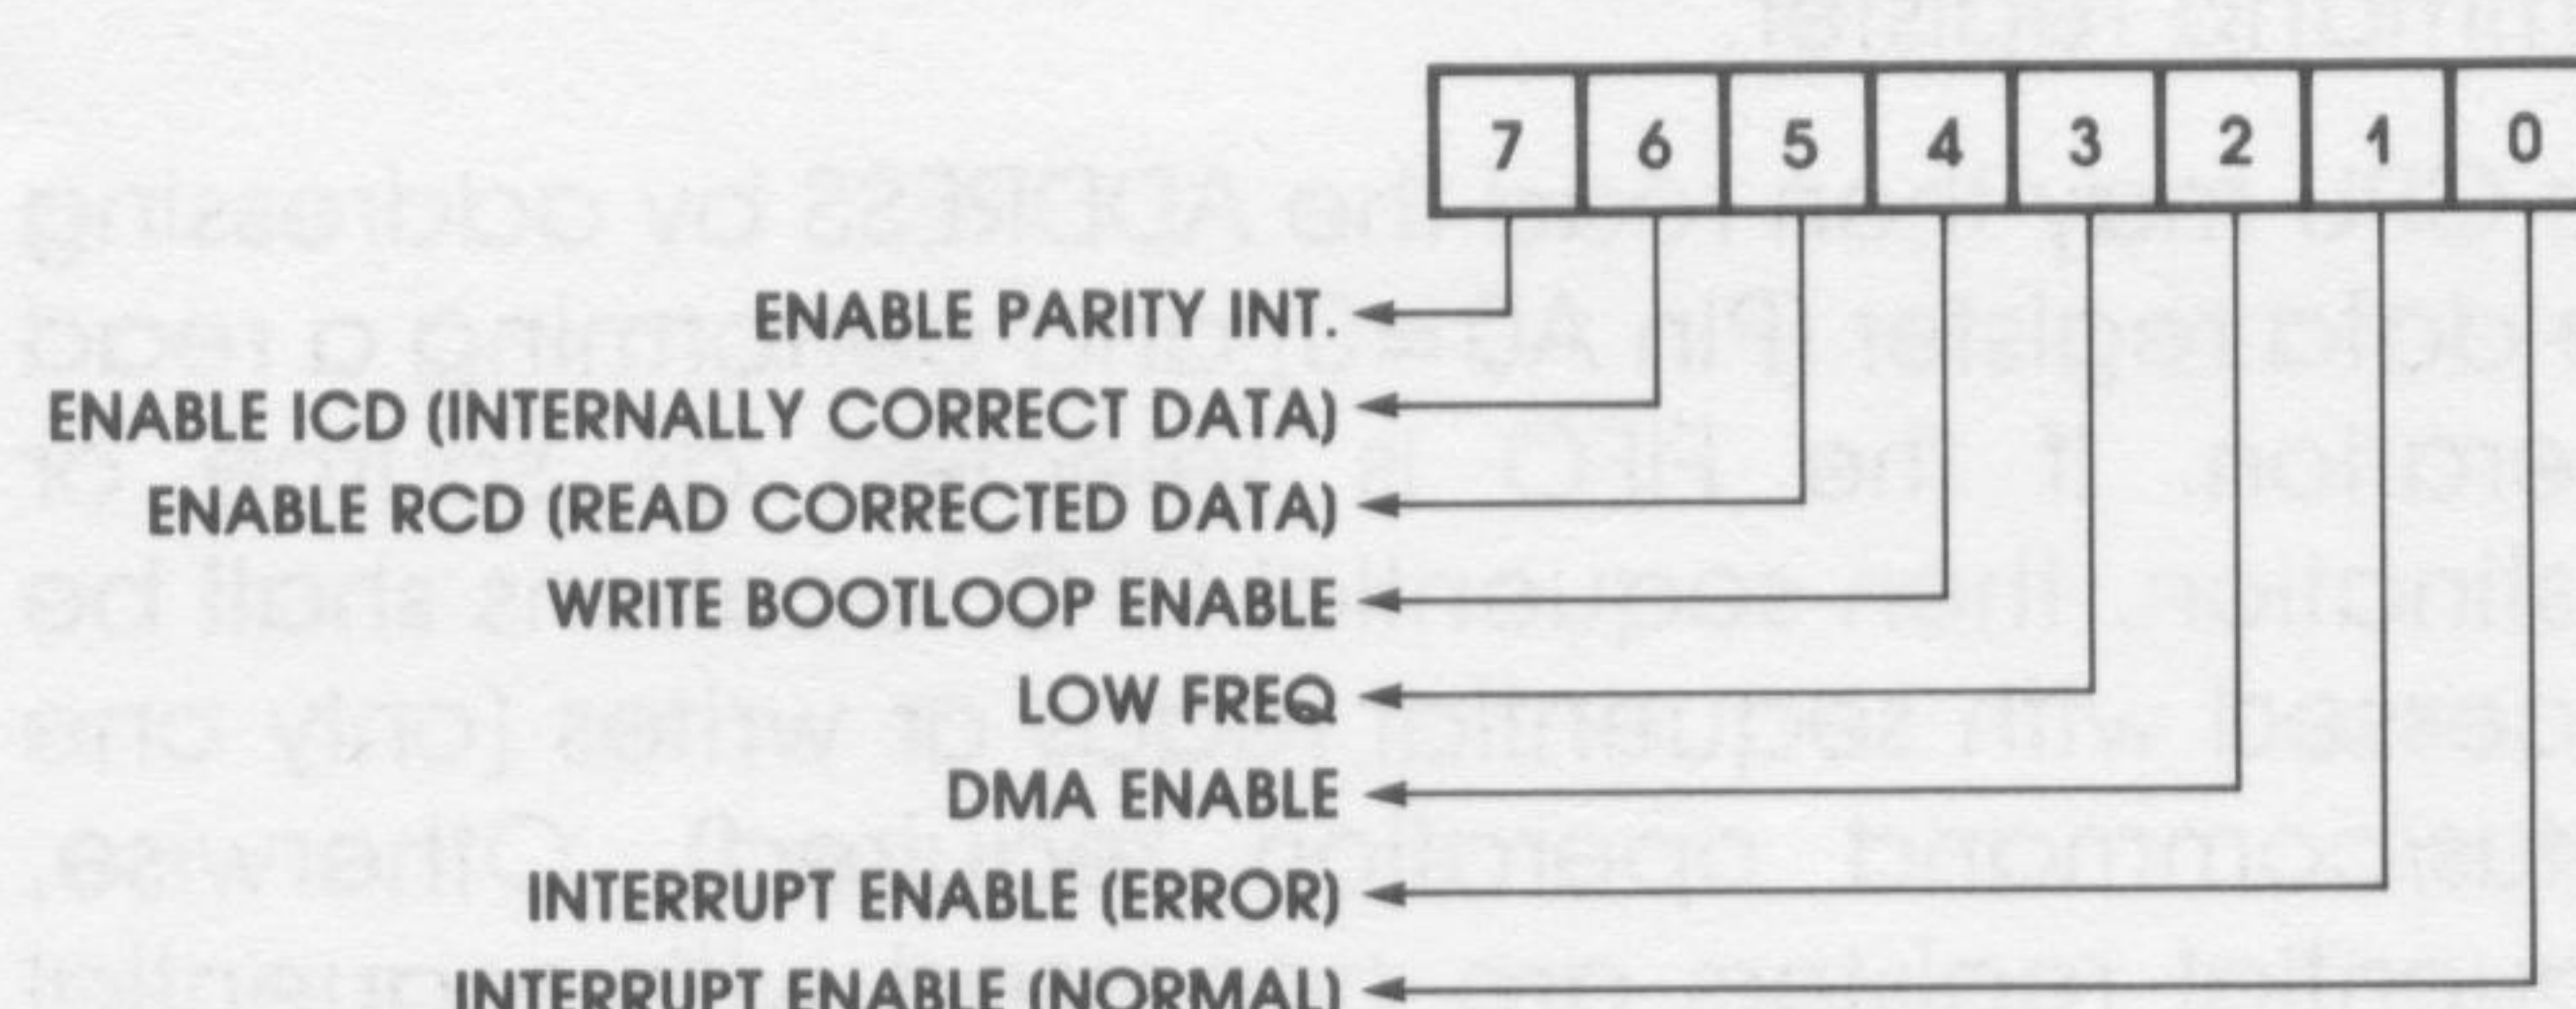 7 6 5 4 3 2 1 0
ENABLE PARITY INT.
ENABLE ICD (INTERNALLY CORRECT DATA)
ENABLE RCD (READ CORRECTED DATA)
WRITE BOOTLOOP ENABLE
LOW FREQ
DMA ENABLE
INTERRUPT ENABLE (ERROR)
INTERRUPT ENABLE (NORMAL)